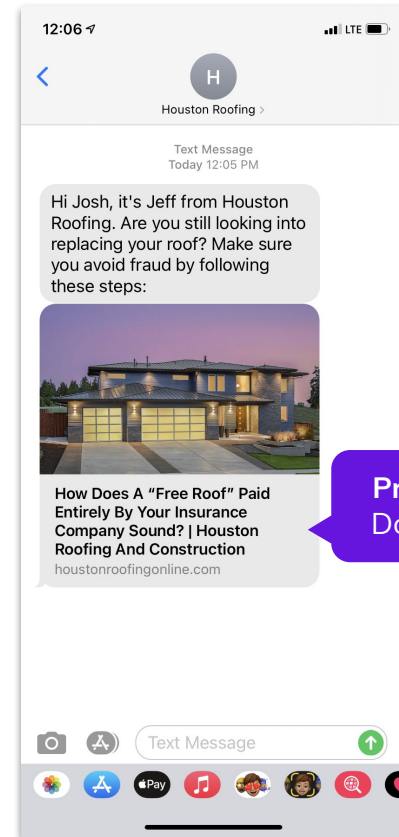 12:06
LTE
H
Houston Roofing >
Text Message
Today 12:05 PM
Hi Josh, it's Jeff from Houston
Roofing. Are you still looking into
replacing your roof? Make sure
you avoid fraud by following
these steps:
How Does A “Free Roof” Paid
Entirely By Your Insurance
Company Sound? | Houston
Roofing And Construction
houstonroofingonline.com
Text Message
Pay